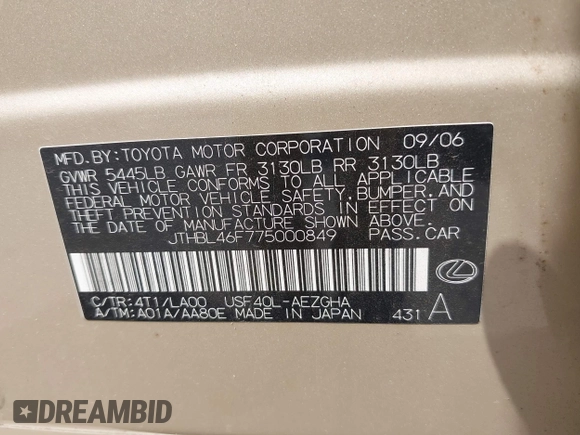 MFD.BY:TOYOTA MOTOR CORPORATION 09/06
GVWR 5445LB GAWR FR 3130LB RR 3130LB
THIS VEHICLE CONFORMS TO ALL APPLICABLE
FEDERAL MOTOR VEHICLE SAFETY,BUMPER,AND
THEFT PREVENTION STANDARDS IN EFFECT ON
THE DATE OF MANUFACTURE SHOWN ABOVE.
JTHBL46F775000849 PASS.CAR
C/TR:4T1/LA00 USF40L-AEZGHA
A/TM:A01A/AA80E MADE IN JAPAN 431 A
DREAMBID